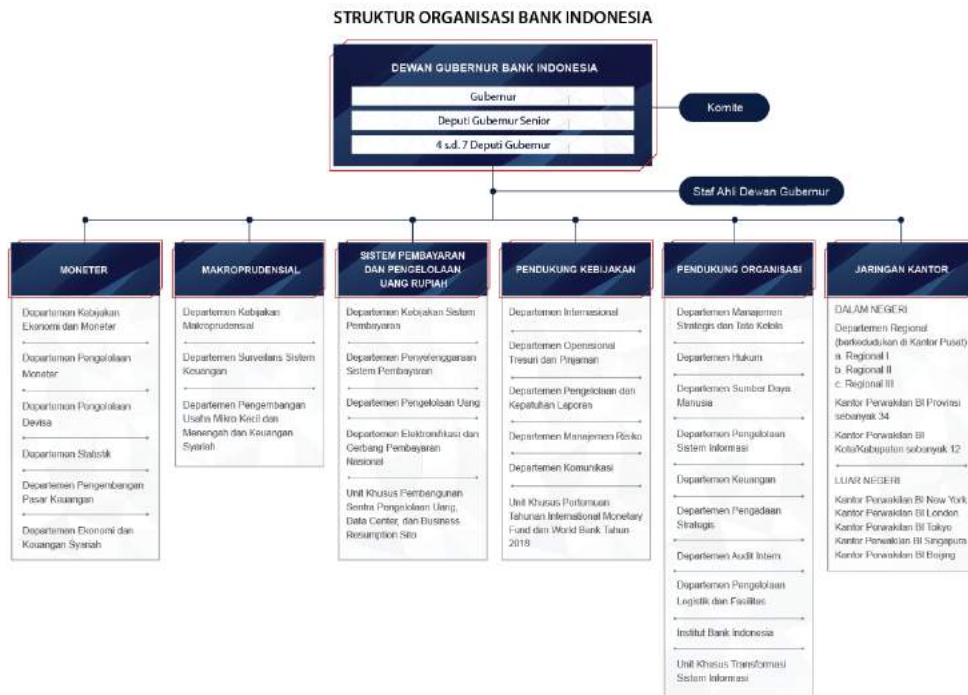 STRUKTUR ORGANISASI BANK INDONESIA
DEWAN GUBERNUR BANK INDONESIA
Gubernur
Deputi Gubernur Senior
4 s.d. 7 Deputi Gubernur
Komite
Staf Ahli Dewan Gubernur
MONETER
Departemen Kebijakan
Ekonomi dan Moneter
Departemen Pengelolaan
Moneter
Departemen Pengelolaan
Devisa
Departemen Statistik
Departemen Pengembangan
Pasar Keuangan
Departemen Ekonomi dan
Keuangan Syariah
MAKROPRUDENSIAL
Departemen Kebijakan
Makroprudensial
Departemen Surveilans Sistem
Keuangan
Departemen Pengembangan
Usaha Mikro Kecil dan
Menengah dan Keuangan
Syariah
SISTEM PEMBAYARAN
DAN PENGELOLAAN
UANG RUPIAH
Departemen Kebijakan Sistem
Pembayaran
Departemen Penyelenggaraan
Sistem Pembayaran
Departemen Pengelolaan Uang
Departemen Elektronifikasi dan
Gerbang Pembayaran
Nasional
Unit Khusus Pembangunan
Sentra Pengelolaan Uang,
Data Center, dan Business
Resumption Site
PENDUKUNG KEBIJAKAN
Departemen Internasional
Departemen Operasional
Tresuri dan Pinjaman
Departemen Pengelolaan dan
Kepatuhan Laporan
Departemen Manajemen Risiko
Departemen Komunikasi
Unit Khusus Pertemuan
Tahunan International Monetary
Fund dan World Bank Tahun
2018
PENDUKUNG ORGANISASI
Departemen Manajemen
Strategis dan Tata Kelola
Departemen Hukum
Departemen Sumber Daya
Manusia
Departemen Pengelolaan
Sistem Informasi
Departemen Keuangan
Departemen Pengadaan
Strategis
Departemen Audit Intern
Departemen Pengelolaan
Logistik dan Fasilitas
Institut Bank Indonesia
Unit Khusus Transformasi
Sistem Informasi
JARINGAN KANTOR
DALAM NEGERI
Departemen Regional
(berkedudukan di Kantor Pusat)
a. Regional I
b. Regional II
c. Regional III
Kantor Perwakilan BI Provinsi
sebanyak 34
Kantor Perwakilan BI
Kota/Kabupaten sebanyak 12
LUAR NEGERI
Kantor Perwakilan BI New York
Kantor Perwakilan BI London
Kantor Perwakilan BI Tokyo
Kantor Perwakilan BI Singapura
Kantor Perwakilan BI Beijing